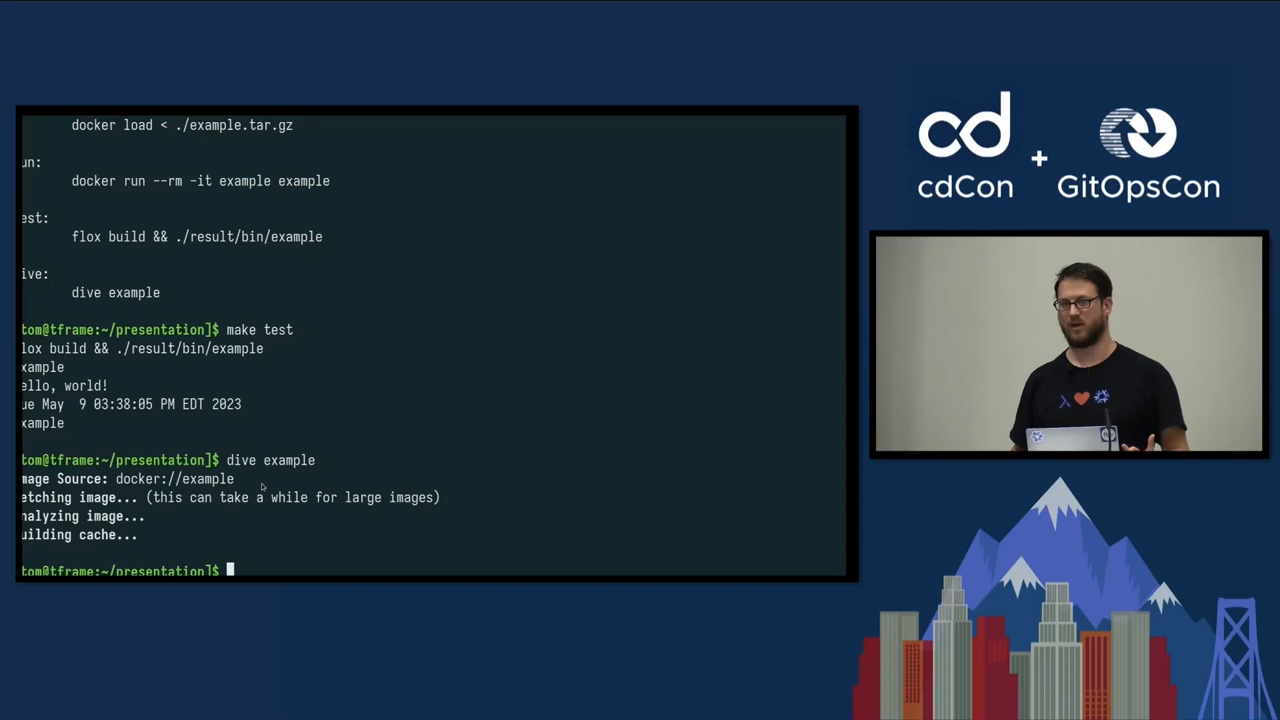 docker load < ./example.tar.gz
un:
docker run --rm -it example example
est:
flox build && ./result/bin/example
ive:
dive example
tom@tframe:~/presentation]$ make test
lox build && ./result/bin/example
xample
ello, world!
ue May  9 03:38:05 PM EDT 2023
xample
tom@tframe:~/presentation]$ dive example
mage Source: docker://example
etching image... (this can take a while for large images)
nalyzing image...
uilding cache...
tom@tframe:~/presentation]$
cd + 
cdCon GitOpsCon